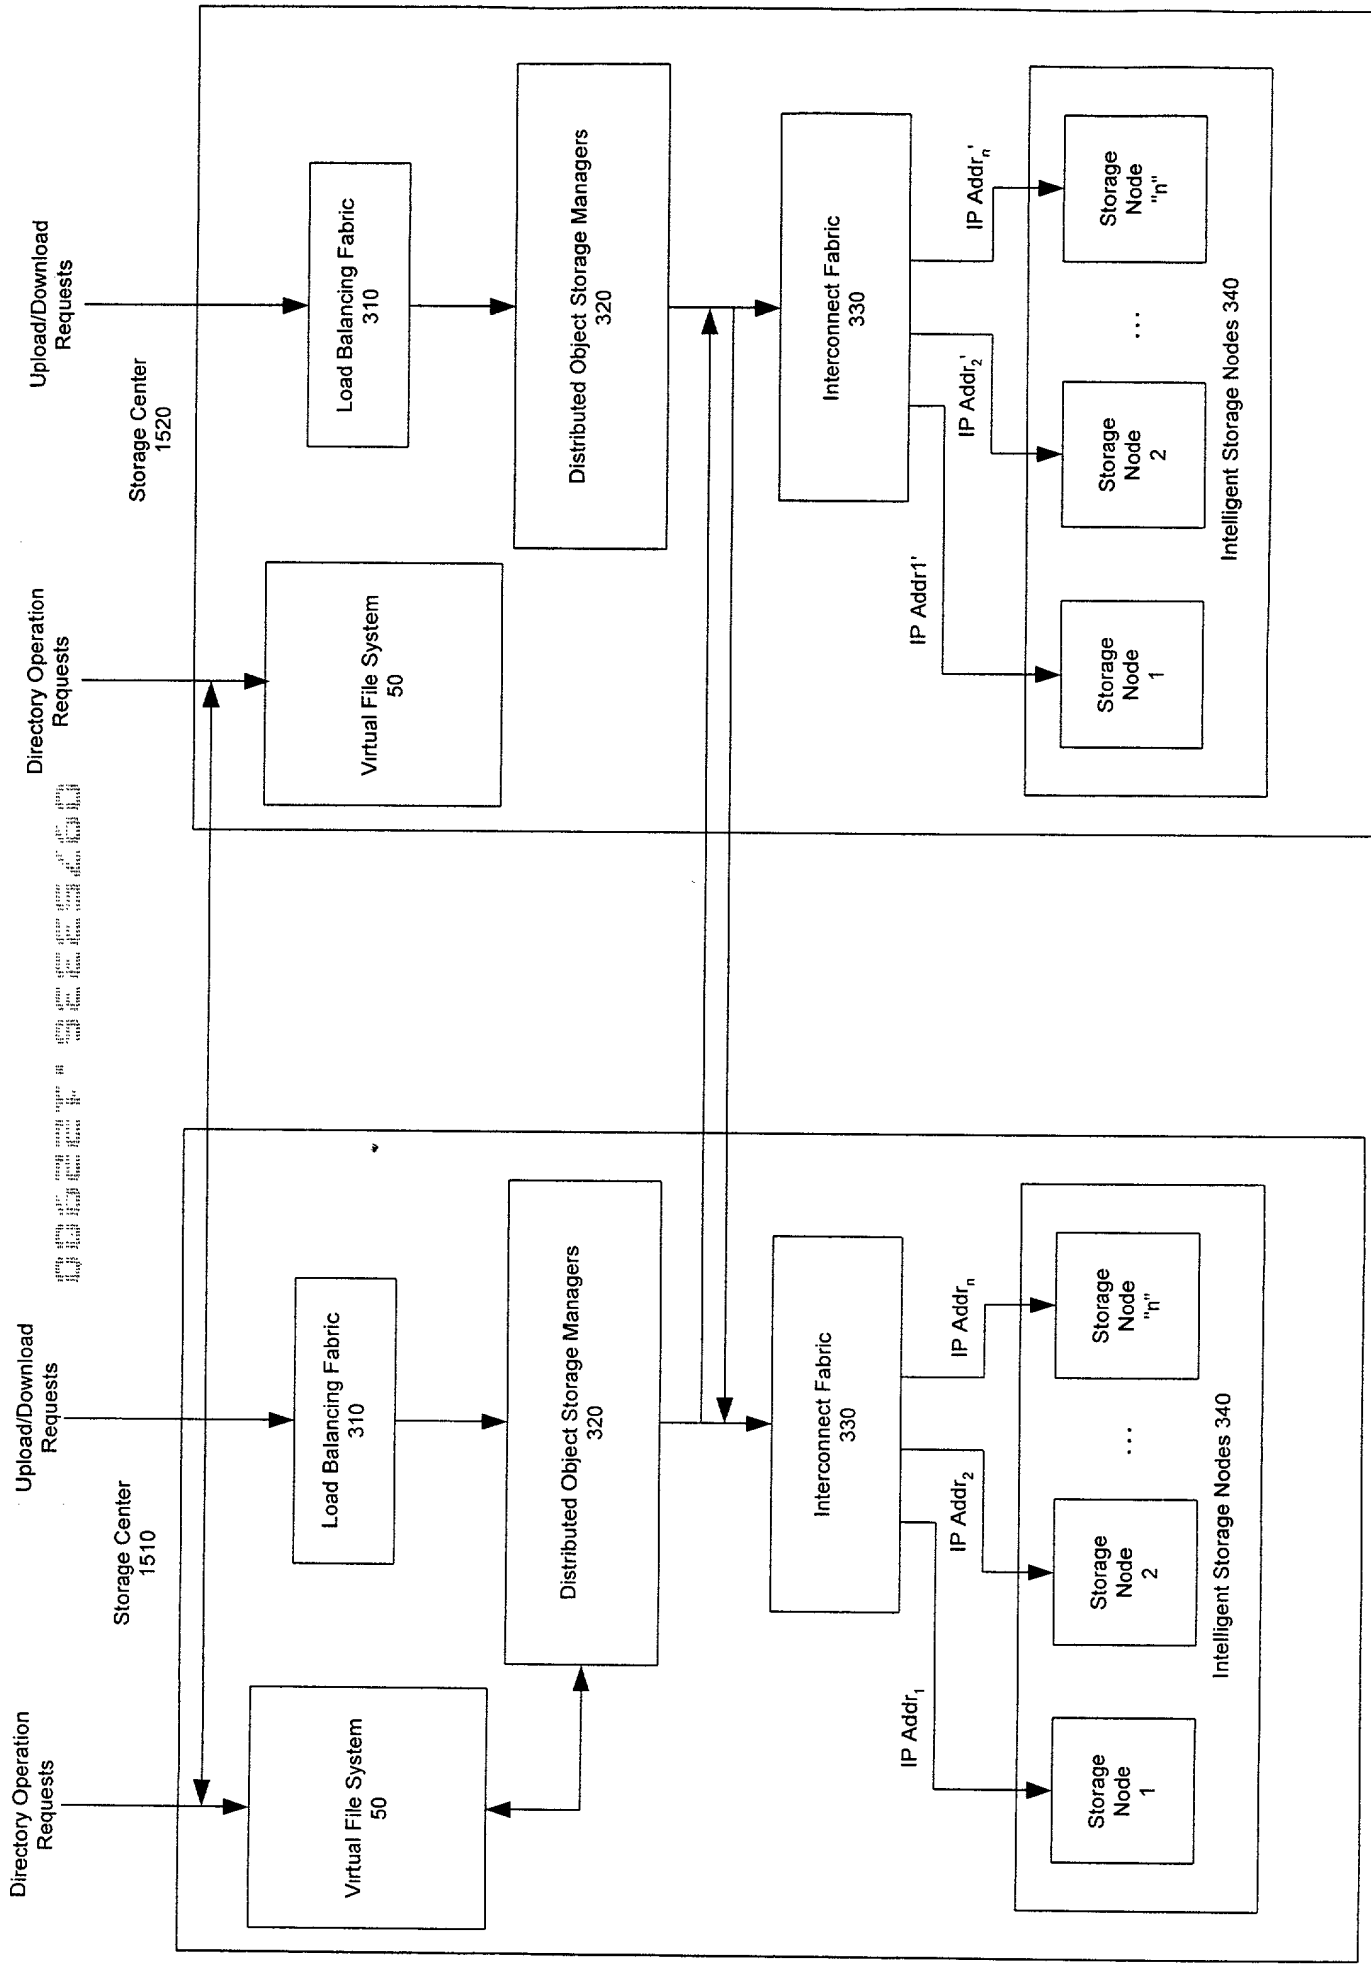 Directory Operation
Requests
Upload/Download
Requests
Storage Center
1510
Virtual File System
50
Load Balancing Fabric
310
Distributed Object Storage Managers
320
Interconnect Fabric
330
IP Addr1
IP Addr2
IP Addrn
Storage
Node
1
Storage
Node
2
...
Storage
Node
"n"
Intelligent Storage Nodes 340
Directory Operation
Requests
Upload/Download
Requests
Storage Center
1520
Virtual File System
50
Load Balancing Fabric
310
Distributed Object Storage Managers
320
Interconnect Fabric
330
IP Addr1'
IP Addr2'
IP Addrn'
Storage
Node
1
Storage
Node
2
...
Storage
Node
"n"
Intelligent Storage Nodes 340